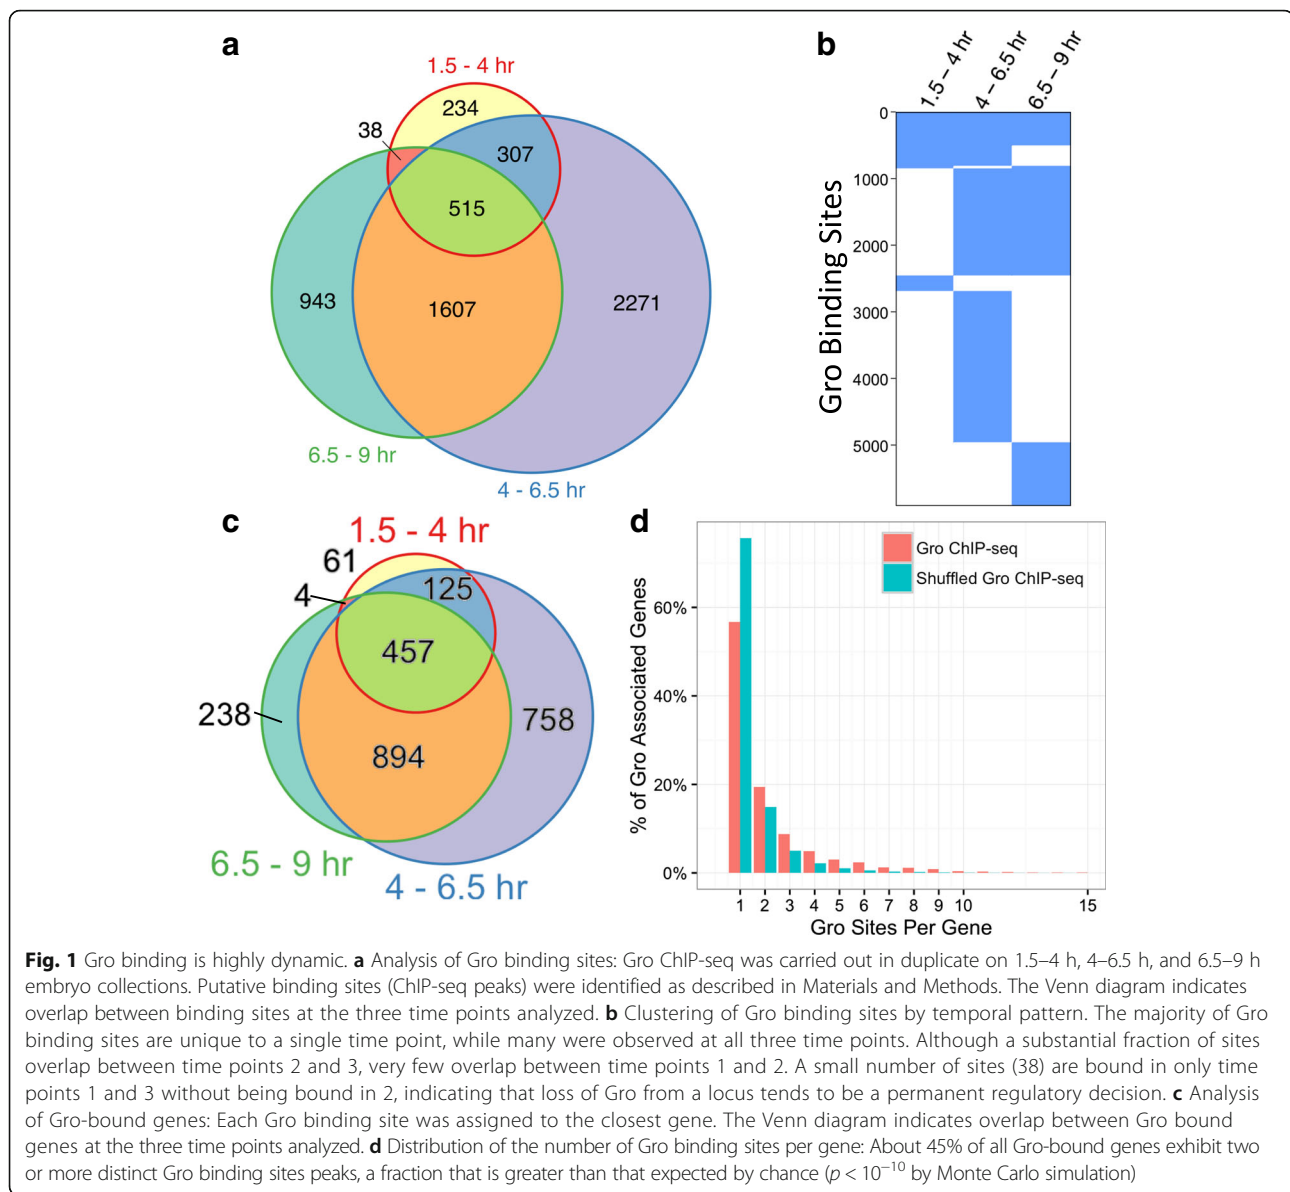 a
1.5 - 4 hr
234
38
307
515
943
1607
2271
6.5 - 9 hr
4 - 6.5 hr
b
1.5 – 4 hr
4 – 6.5 hr
6.5 – 9 hr
Gro Binding Sites
0
1000
2000
3000
4000
5000
c
1.5 - 4 hr
61
4
125
457
238
758
894
6.5 - 9 hr
4 - 6.5 hr
d
Gro ChIP-seq
Shuffled Gro ChIP-seq
% of Gro Associated Genes
60%
40%
20%
0%
1 2 3 4 5 6 7 8 9 10 15
Gro Sites Per Gene
Fig. 1 Gro binding is highly dynamic. a Analysis of Gro binding sites: Gro ChIP-seq was carried out in duplicate on 1.5–4 h, 4–6.5 h, and 6.5–9 h
embryo collections. Putative binding sites (ChIP-seq peaks) were identified as described in Materials and Methods. The Venn diagram indicates
overlap between binding sites at the three time points analyzed. b Clustering of Gro binding sites by temporal pattern. The majority of Gro
binding sites are unique to a single time point, while many were observed at all three time points. Although a substantial fraction of sites
overlap between time points 2 and 3, very few overlap between time points 1 and 2. A small number of sites (38) are bound in only time
points 1 and 3 without being bound in 2, indicating that loss of Gro from a locus tends to be a permanent regulatory decision. c Analysis
of Gro-bound genes: Each Gro binding site was assigned to the closest gene. The Venn diagram indicates overlap between Gro bound
genes at the three time points analyzed. d Distribution of the number of Gro binding sites per gene: About 45% of all Gro-bound genes exhibit two
or more distinct Gro binding sites peaks, a fraction that is greater than that expected by chance (p < 10⁻¹⁰ by Monte Carlo simulation)